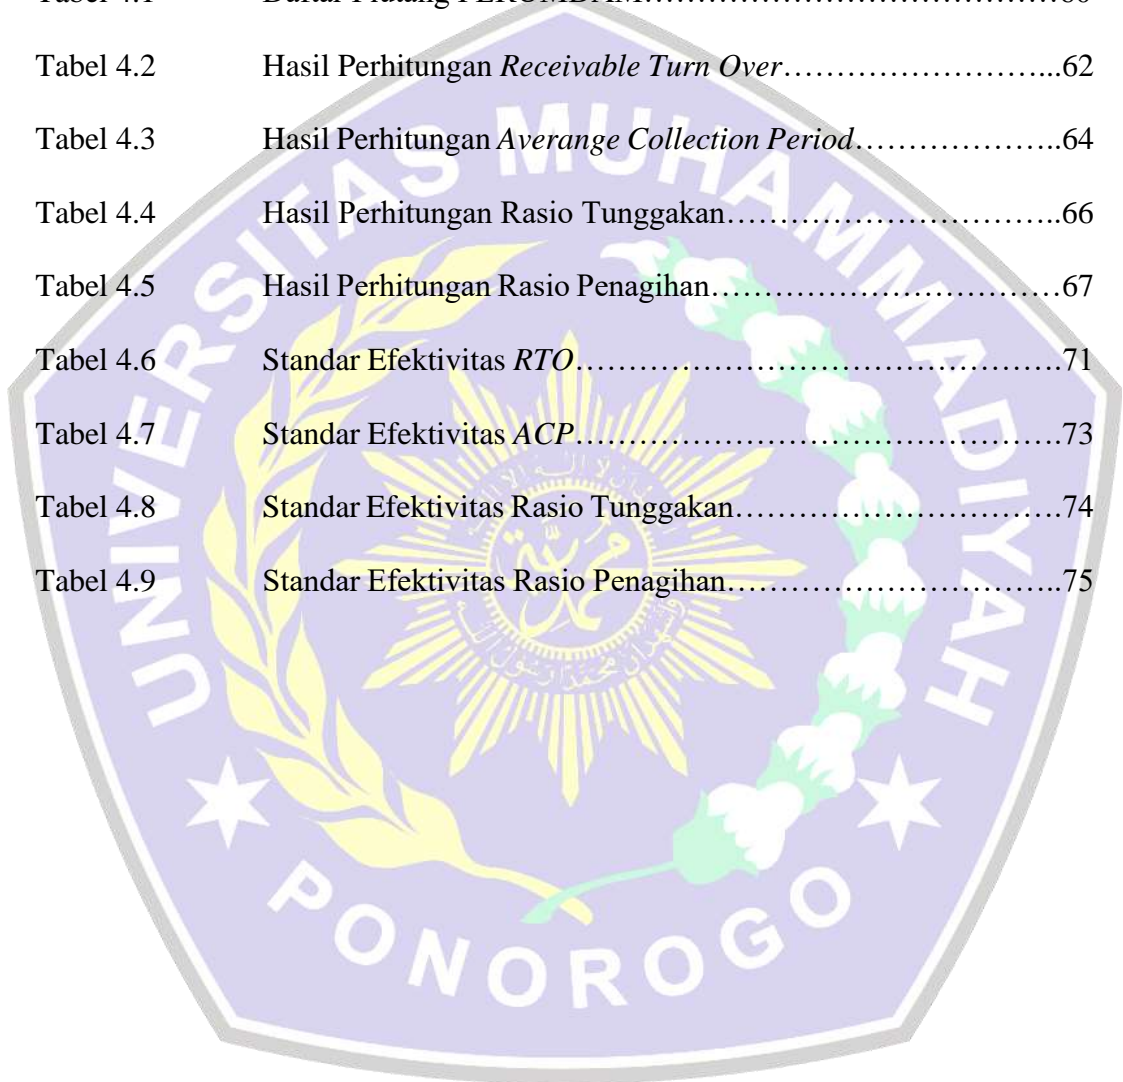 Tabel 4.2 Hasil Perhitungan Receivable Turn Over……………………...62
Tabel 4.3 Hasil Perhitungan Averange Collection Period………………..64
Tabel 4.4 Hasil Perhitungan Rasio Tunggakan…………………………..66
Tabel 4.5 Hasil Perhitungan Rasio Penagihan……………………………67
Tabel 4.6 Standar Efektivitas RTO……………………………………….71
Tabel 4.7 Standar Efektivitas ACP……………………………………….73
Tabel 4.8 Standar Efektivitas Rasio Tunggakan………………………….74
Tabel 4.9 Standar Efektivitas Rasio Penagihan…………………………..75
UNIVERSITAS MUHAMMADIYAH
PONOROGO